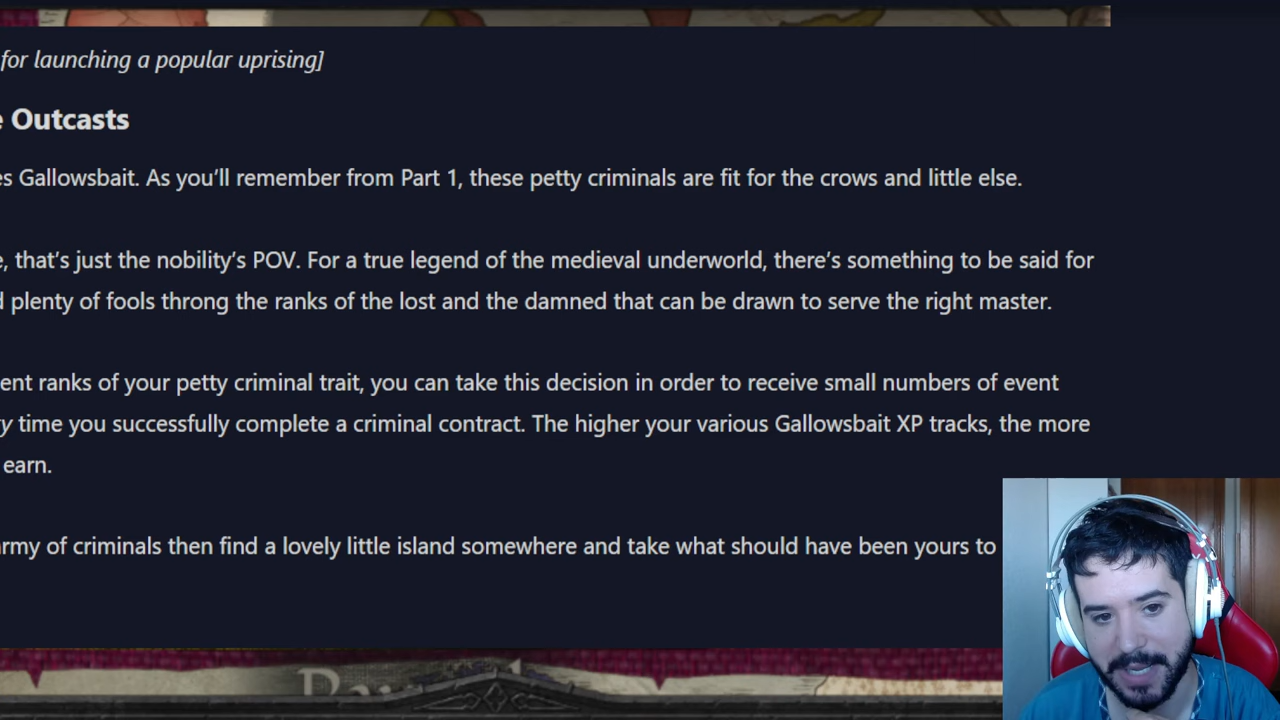 for launching a popular uprising]
Outcasts
Gallowsbait. As you’ll remember from Part 1, these petty criminals are fit for the crows and little else.
that’s just the nobility’s POV. For a true legend of the medieval underworld, there’s something to be said for
plenty of fools throng the ranks of the lost and the damned that can be drawn to serve the right master.
ranks of your petty criminal trait, you can take this decision in order to receive small numbers of event
time you successfully complete a criminal contract. The higher your various Gallowsbait XP tracks, the more
earn.
of criminals then find a lovely little island somewhere and take what should have been yours to